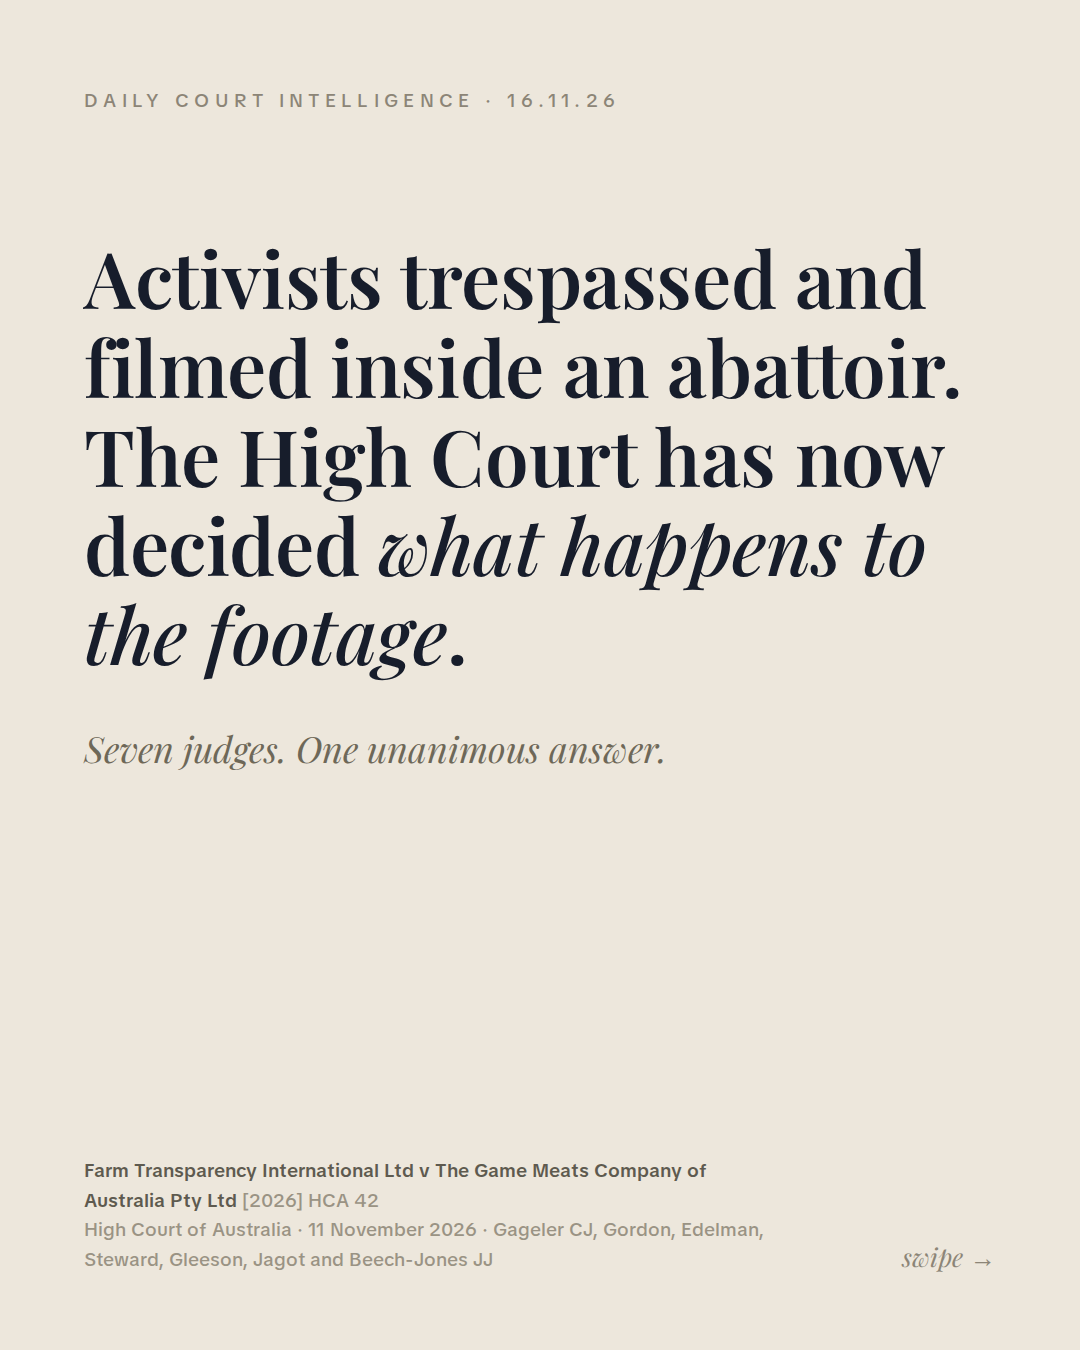 DAILY COURT INTELLIGENCE · 16.11.26
Activists trespassed and
filmed inside an abattoir.
The High Court has now
decided what happens to
the footage.
Seven judges. One unanimous answer.
Farm Transparency International Ltd v The Game Meats Company of
Australia Pty Ltd [2026] HCA 42
High Court of Australia · 11 November 2026 · Gageler CJ, Gordon, Edelman,
Steward, Gleeson, Jagot and Beech-Jones JJ
swipe →